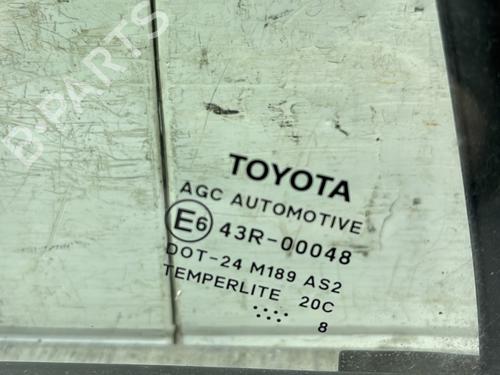 B-PARTS
TOYOTA
AGC AUTOMOTIVE
E6 43R-00048
DOT-24 M189 AS2
TEMPERLITE 20C
8